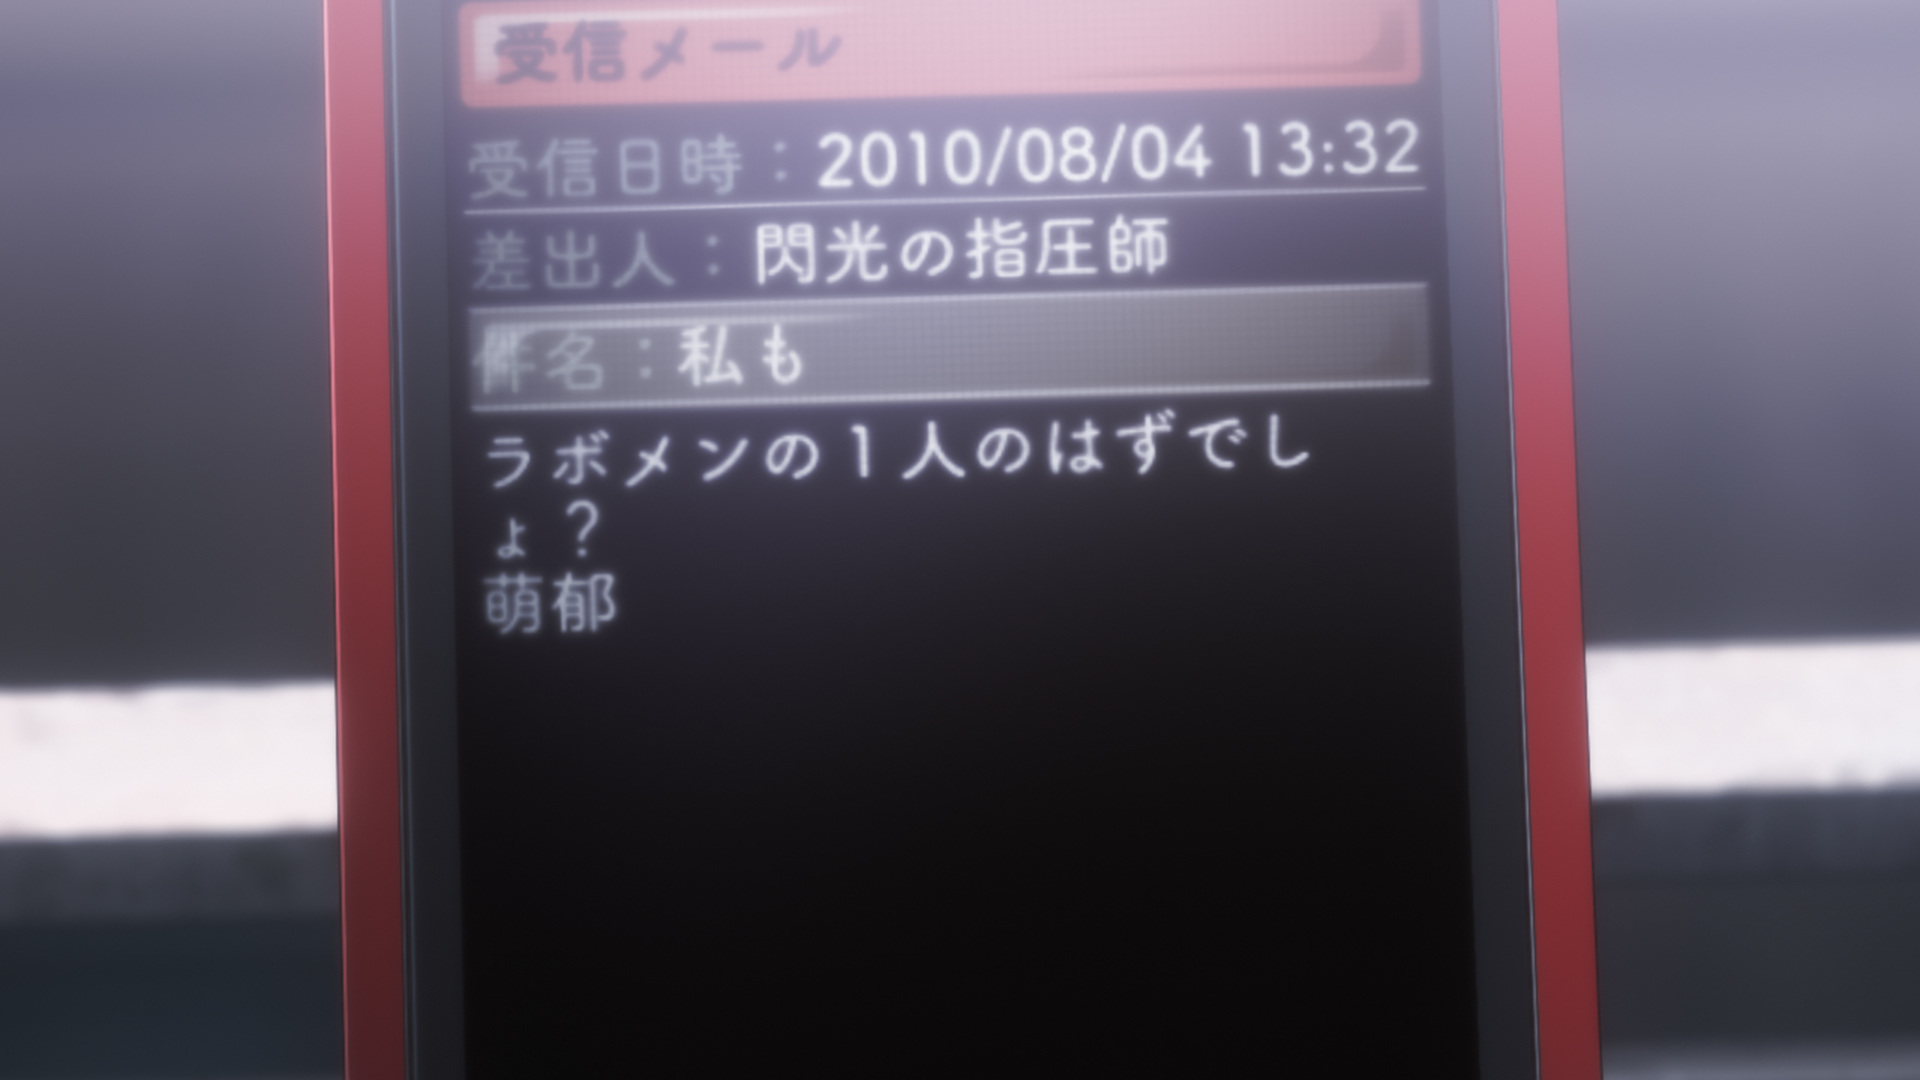 受信メール
受信日時：2010/08/04 13:32
差出人：閃光の指圧師
件名：私も
ラボメンの1人のはずでし
ょ？
萌郁